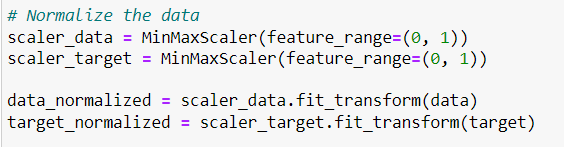 # Normalize the data
scaler_data = MinMaxScaler(feature_range=(0, 1))
scaler_target = MinMaxScaler(feature_range=(0, 1))
data_normalized = scaler_data.fit_transform(data)
target_normalized = scaler_target.fit_transform(target)